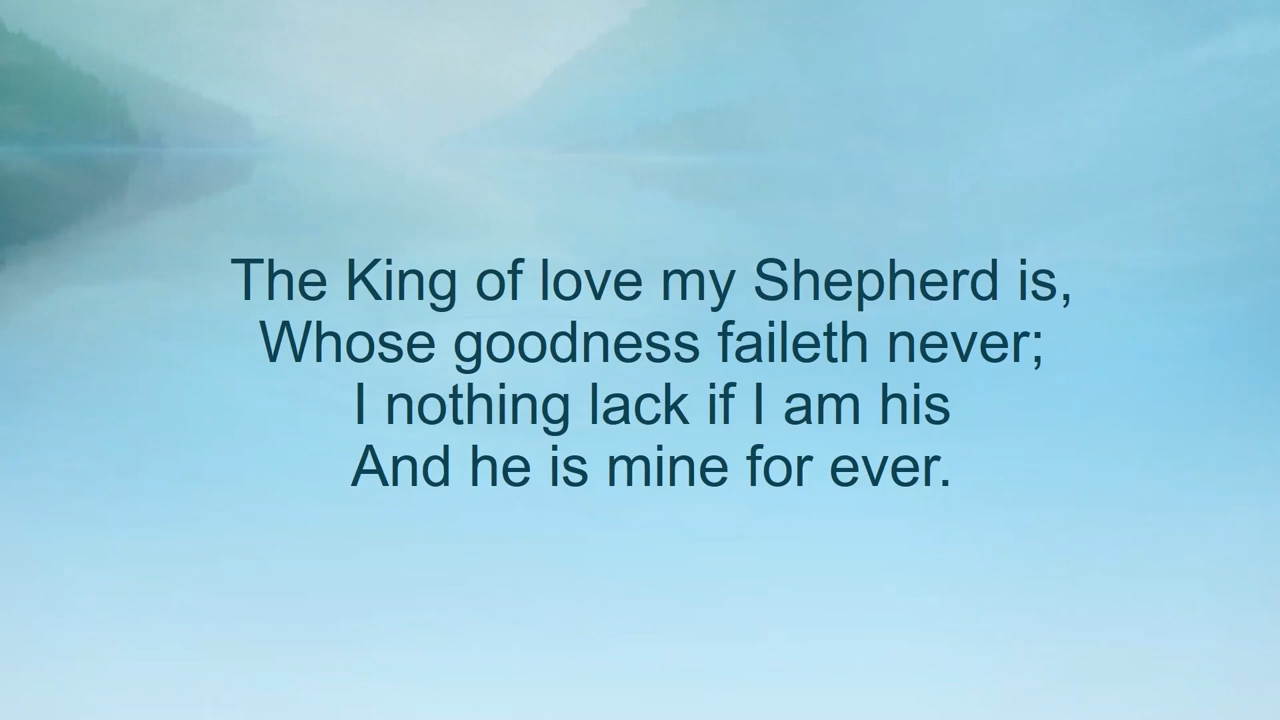 The King of love my Shepherd is,
Whose goodness faileth never;
I nothing lack if I am his
And he is mine for ever.